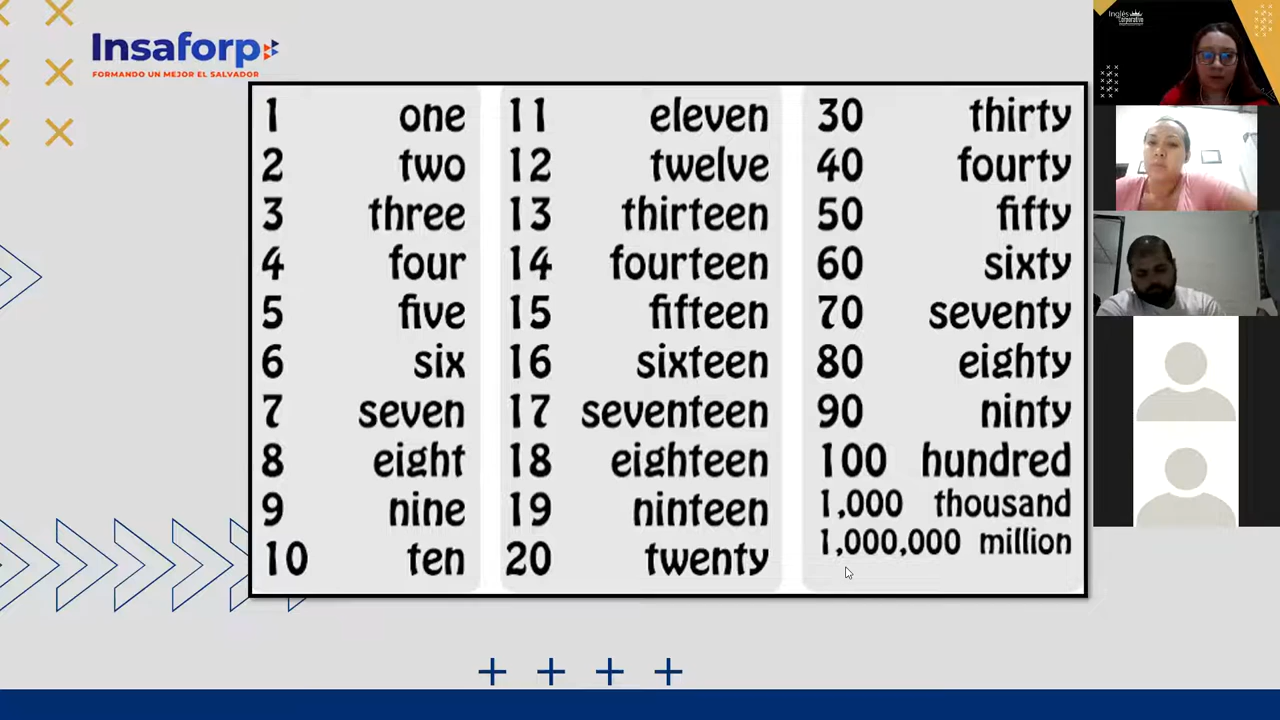 Insaforp
FORMANDO UN MEJOR EL SALVADOR
1 one
2 two
3 three
4 four
5 five
6 six
7 seven
8 eight
9 nine
10 ten
11 eleven
12 twelve
13 thirteen
14 fourteen
15 fifteen
16 sixteen
17 seventeen
18 eighteen
19 ninteen
20 twenty
30 thirty
40 fourty
50 fifty
60 sixty
70 seventy
80 eighty
90 ninty
100 hundred
1,000 thousand
1,000,000 million
Inglés
Corporativo